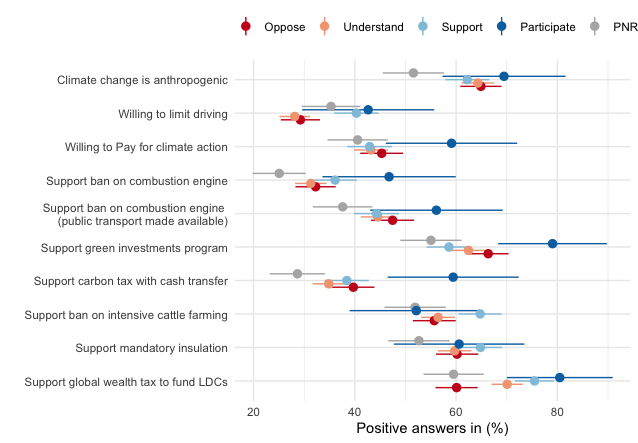 Oppose Understand Support Participate PNR
Climate change is anthropogenic
Willing to limit driving
Willing to Pay for climate action
Support ban on combustion engine
Support ban on combustion engine
(public transport made available)
Support green investments program
Support carbon tax with cash transfer
Support ban on intensive cattle farming
Support mandatory insulation
Support global wealth tax to fund LDCs
20 40 60 80
Positive answers in (%)